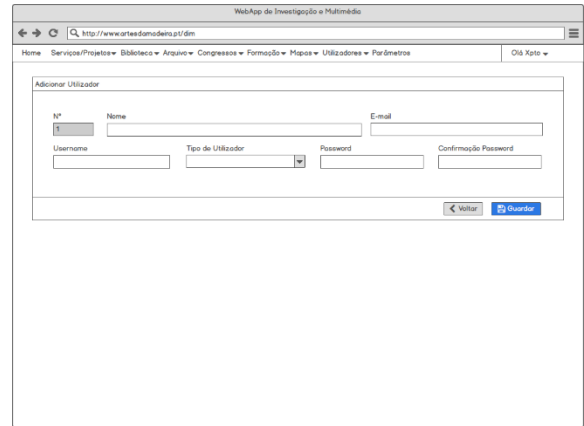 WebApp de Investigação e Multimédia
http://www.artesdamadeira.pt/dim
Home Serviços/Projetos Biblioteca Arquivo Congressos Formação Mapas Utilizadores Parâmetros Olá Xpto
Adicionar Utilizador
Nº Nome E-mail
1
Username Tipo de Utilizador Password Confirmação Password
Voltar Guardar